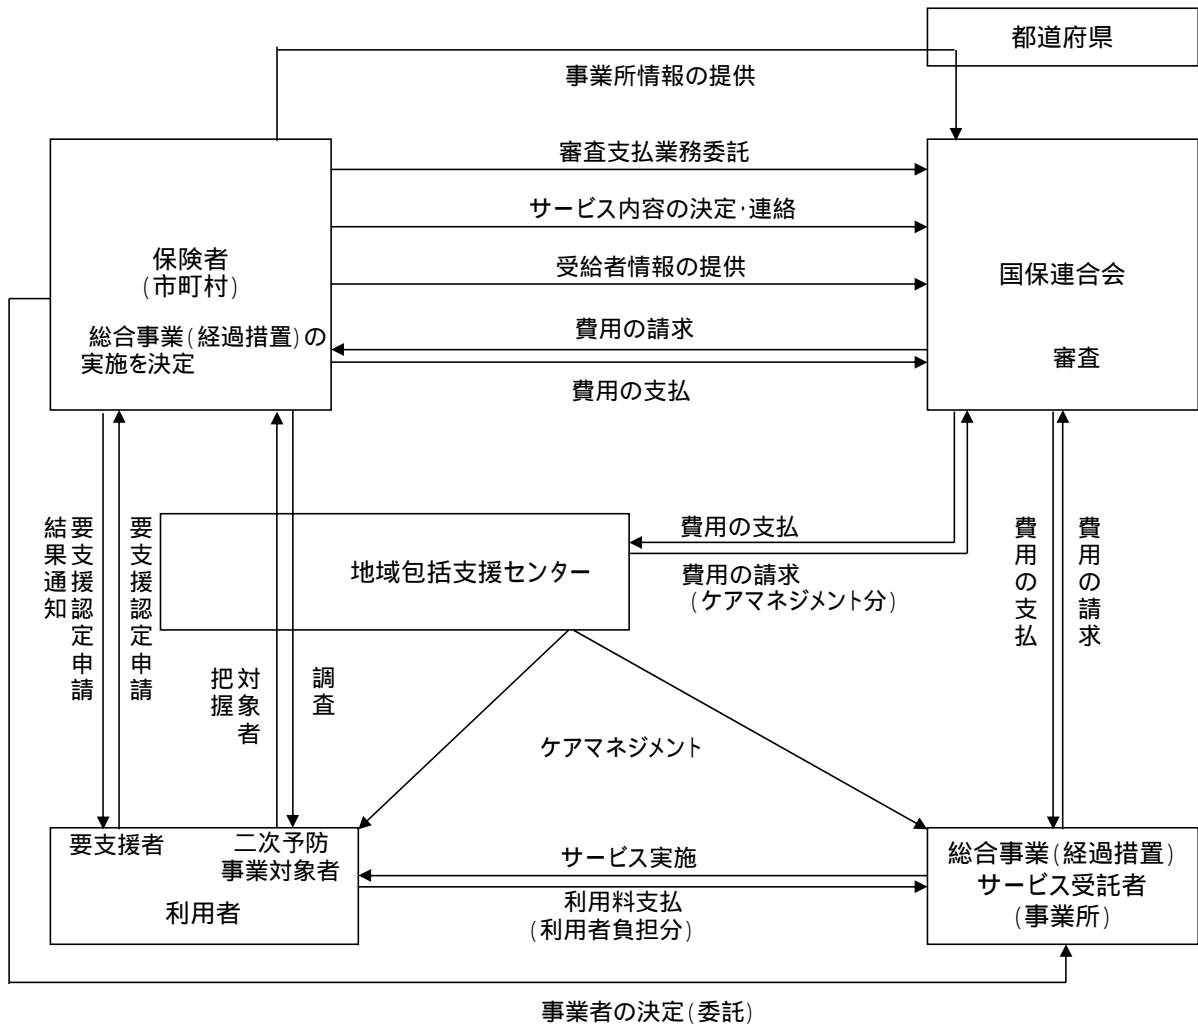 都道府県
事業所情報の提供
審査支払業務委託
サービス内容の決定･連絡
受給者情報の提供
費用の請求
費用の支払
保険者
(市町村)
総合事業(経過措置)の
実施を決定
国保連合会
審査
要支援認定申請
結果通知
要支援認定申請
対象者
把握
調査
地域包括支援センター
費用の支払
費用の請求
(ケアマネジメント分)
費用の支払
費用の請求
ケアマネジメント
要支援者
二次予防
事業対象者
利用者
サービス実施
利用料支払
(利用者負担分)
総合事業(経過措置)
サービス受託者
(事業所)
事業者の決定(委託)